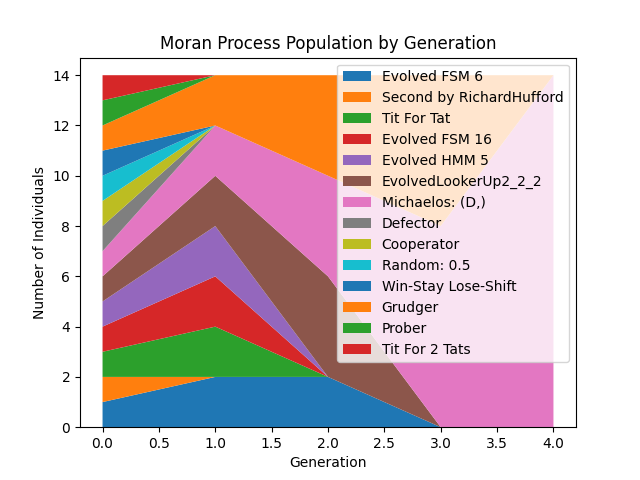 Moran Process Population by Generation
Number of Individuals
14
12
10
8
6
4
2
0
Evolved FSM 6
Second by RichardHufford
Tit For Tat
Evolved FSM 16
Evolved HMM 5
EvolvedLookerUp2_2_2
Michaelos: (D,)
Defector
Cooperator
Random: 0.5
Win-Stay Lose-Shift
Grudger
Prober
Tit For 2 Tats
0.0 0.5 1.0 1.5 2.0 2.5 3.0 3.5 4.0
Generation